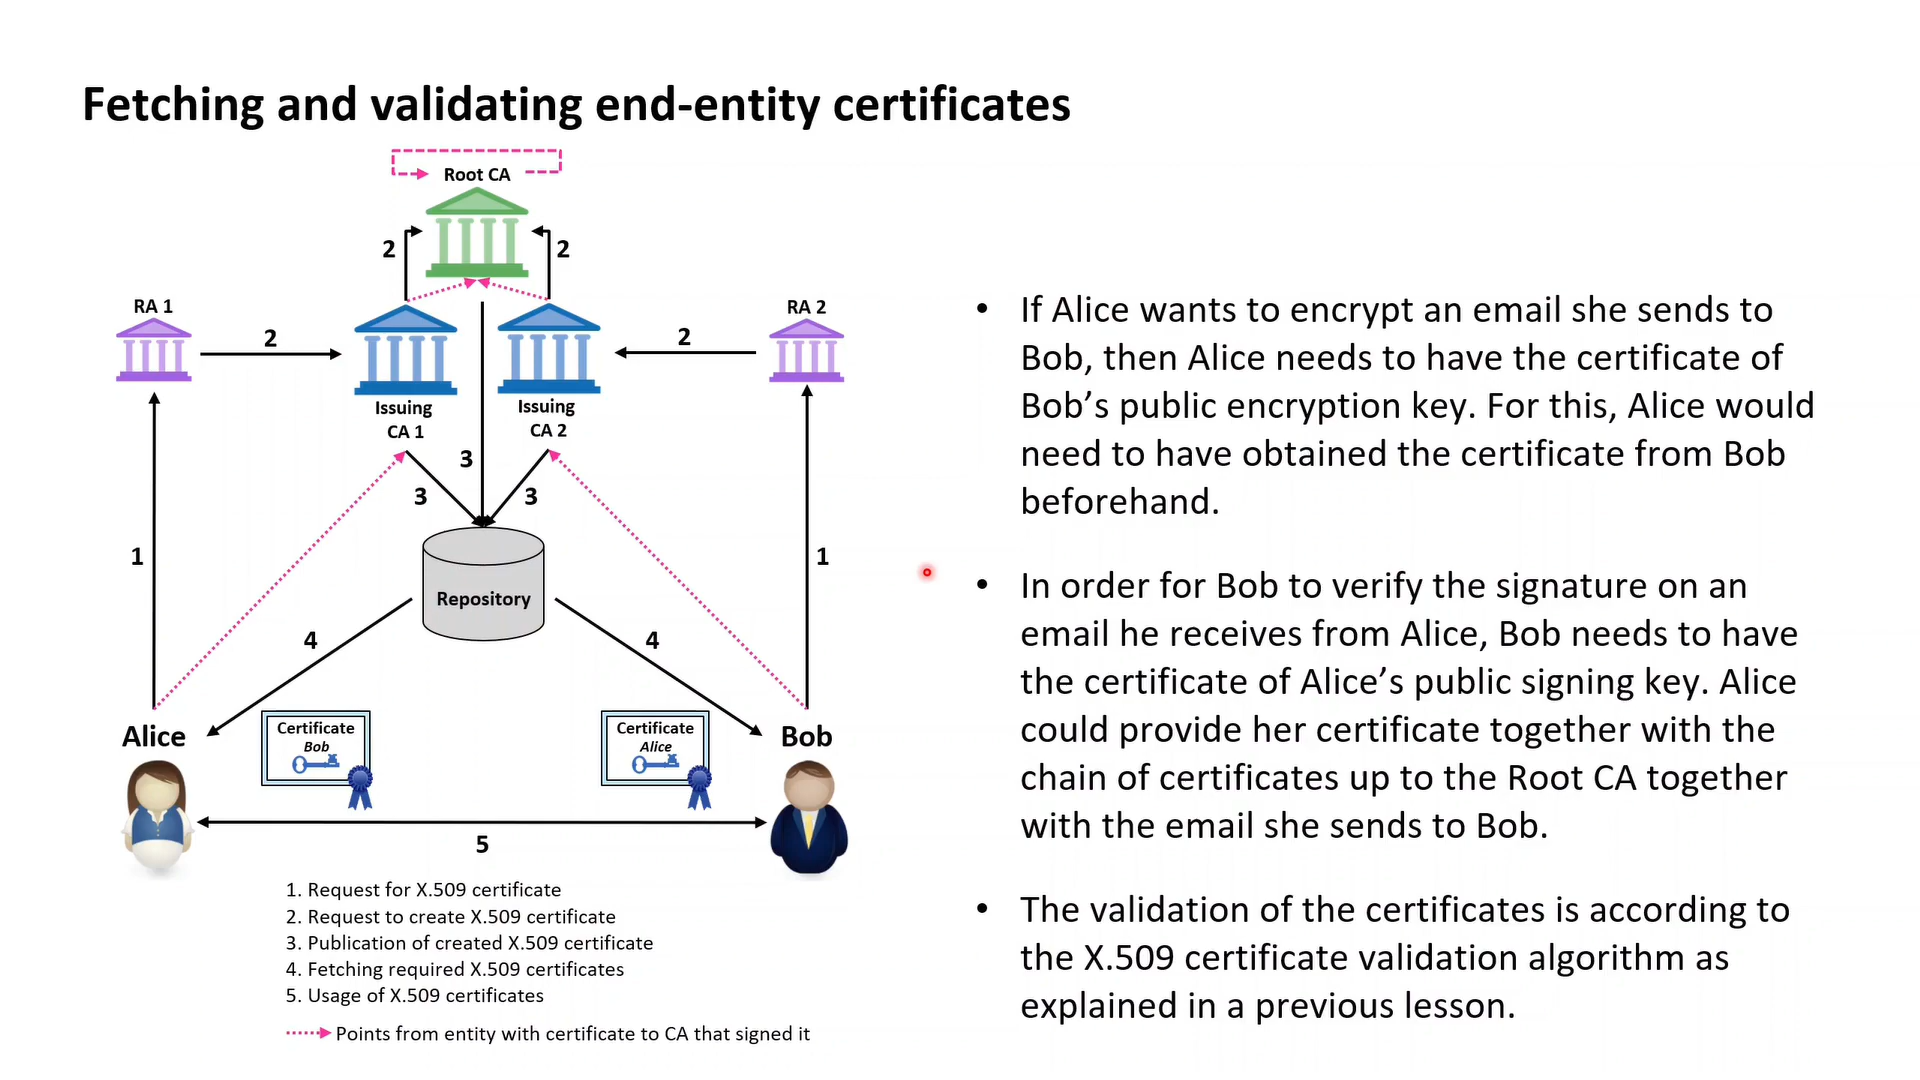 Fetching and validating end-entity certificates
Root CA
2
2
RA 1
RA 2
2
2
Issuing
CA 1
Issuing
CA 2
3
3
3
1
1
Repository
4
4
Alice
Certificate
Bob
Certificate
Alice
Bob
5
1. Request for X.509 certificate
2. Request to create X.509 certificate
3. Publication of created X.509 certificate
4. Fetching required X.509 certificates
5. Usage of X.509 certificates
Points from entity with certificate to CA that signed it
• If Alice wants to encrypt an email she sends to
Bob, then Alice needs to have the certificate of
Bob’s public encryption key. For this, Alice would
need to have obtained the certificate from Bob
beforehand.
• In order for Bob to verify the signature on an
email he receives from Alice, Bob needs to have
the certificate of Alice’s public signing key. Alice
could provide her certificate together with the
chain of certificates up to the Root CA together
with the email she sends to Bob.
• The validation of the certificates is according to
the X.509 certificate validation algorithm as
explained in a previous lesson.